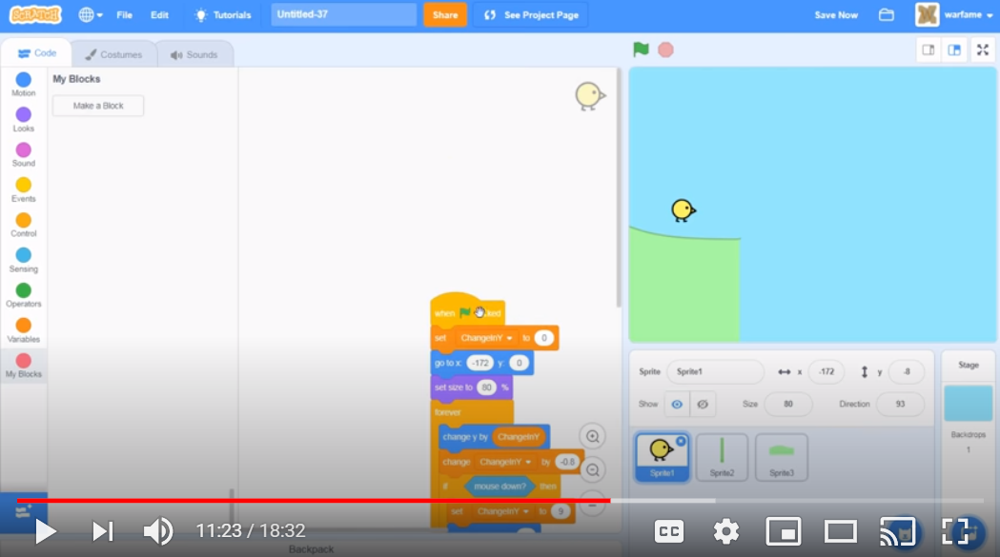 SCRATCH File Edit Tutorials Untitled-37 Share See Project Page Save Now warfame
Code Costumes Sounds
Motion
Looks
Sound
Events
Control
Sensing
Operators
Variables
My Blocks
My Blocks
Make a Block
when ked
set ChangeInY to 0
go to x: -172 y: 0
set size to 80 %
forever
change y by ChangeInY
change ChangeInY by -0.8
if mouse down? then
set ChangeInY to 9
Sprite Sprite1 x -172 y -8
Show Size 80 Direction 93
Sprite1 Sprite2 Sprite3
Stage
Backdrops
1
11:23 / 18:32
CC
Backpack